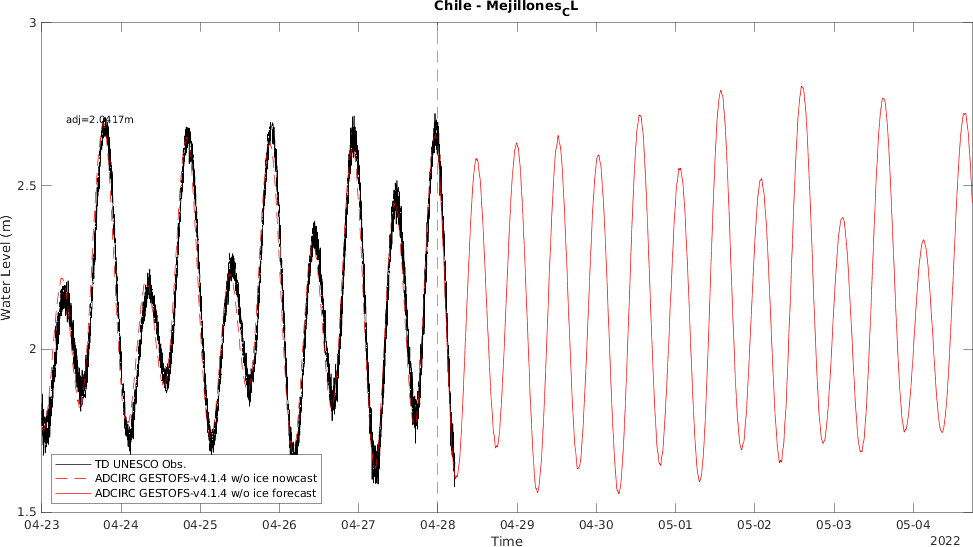 Chile - Mejillones_CL
3
adj=2.0417m
2.5
Water Level (m)
2
TD UNESCO Obs.
ADCIRC GESTOFS-v4.1.4 w/o ice nowcast
ADCIRC GESTOFS-v4.1.4 w/o ice forecast
1.5
04-23 04-24 04-25 04-26 04-27 04-28 04-29 04-30 05-01 05-02 05-03 05-04
Time
2022